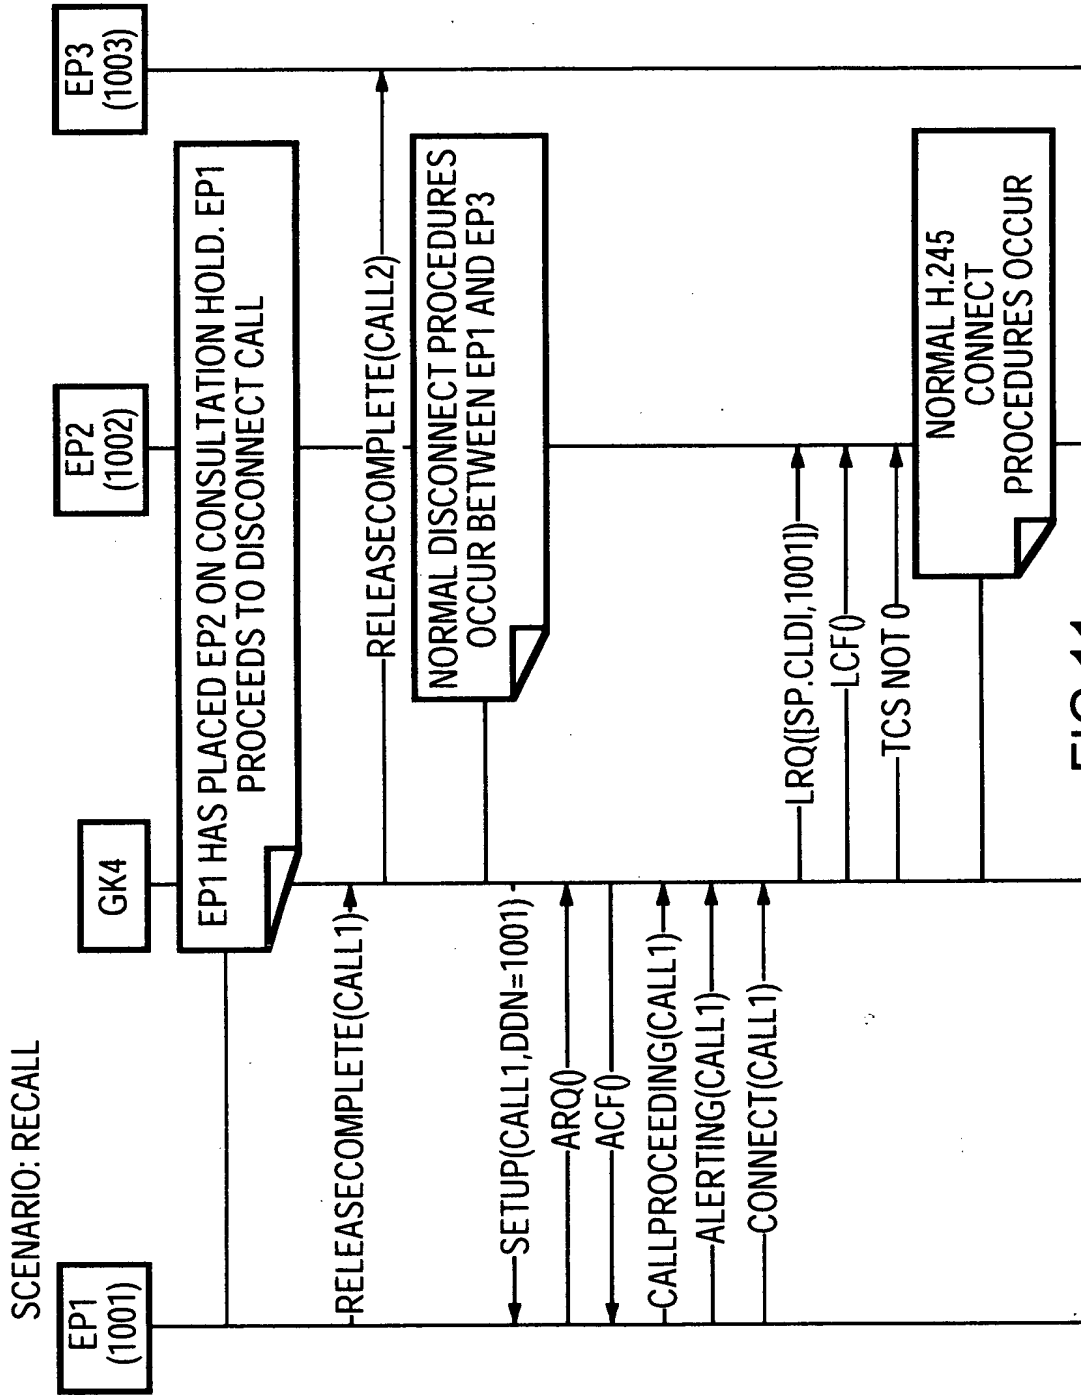 SCENARIO: RECALL
EP1
(1001)
GK4
EP2
(1002)
EP3
(1003)
EP1 HAS PLACED EP2 ON CONSULTATION HOLD. EP1
PROCEEDS TO DISCONNECT CALL
RELEASECOMPLETE(CALL1)
RELEASECOMPLETE(CALL2)
NORMAL DISCONNECT PROCEDURES
OCCUR BETWEEN EP1 AND EP3
SETUP(CALL1,DDN=1001)
ARQ()
ACF()
CALLPROCEEDING(CALL1)
ALERTING(CALL1)
CONNECT(CALL1)
LRQ([SP.CLDI,1001])
LCF()
TCS NOT 0
NORMAL H.245
CONNECT
PROCEDURES OCCUR